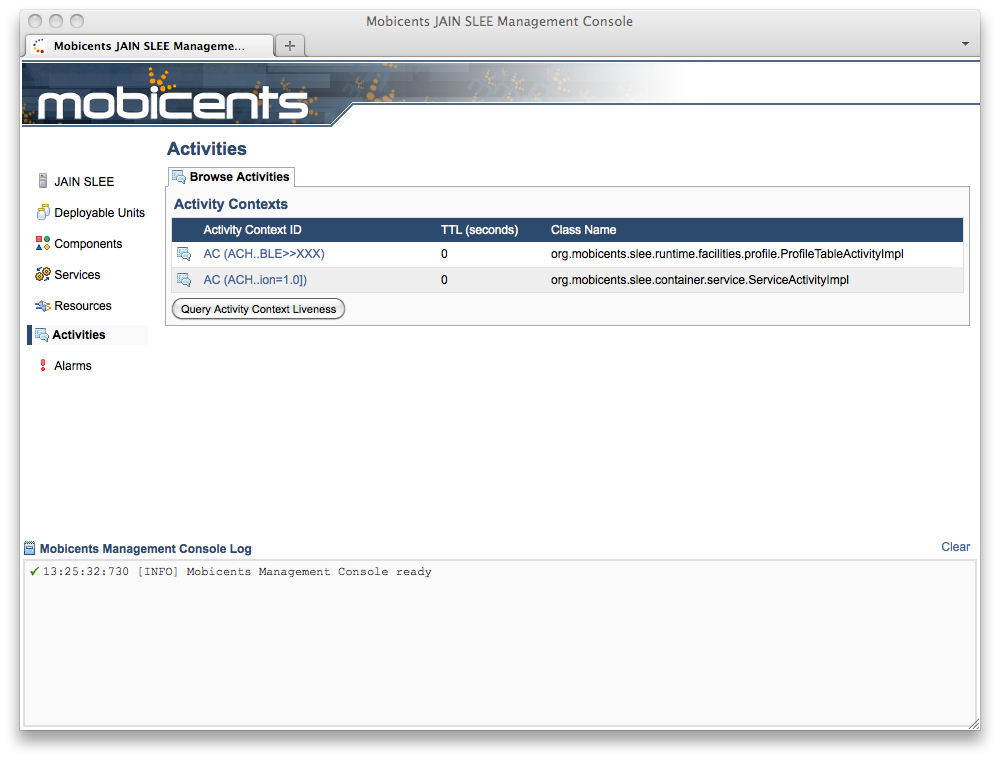 Mobicents JAIN SLEE Management Console
Mobicents JAIN SLEE Manageme...
mobicents
Activities
Browse Activities
JAIN SLEE
Deployable Units
Components
Services
Resources
Activities
Alarms
Activity Contexts
Activity Context ID TTL (seconds) Class Name
AC (ACH..BLE>>XXX) 0 org.mobicents.slee.runtime.facilities.profile.ProfileTableActivityImpl
AC (ACH..ion=1.0]) 0 org.mobicents.slee.container.service.ServiceActivityImpl
Query Activity Context Liveness
Mobicents Management Console Log Clear
13:25:32:730 [INFO] Mobicents Management Console ready